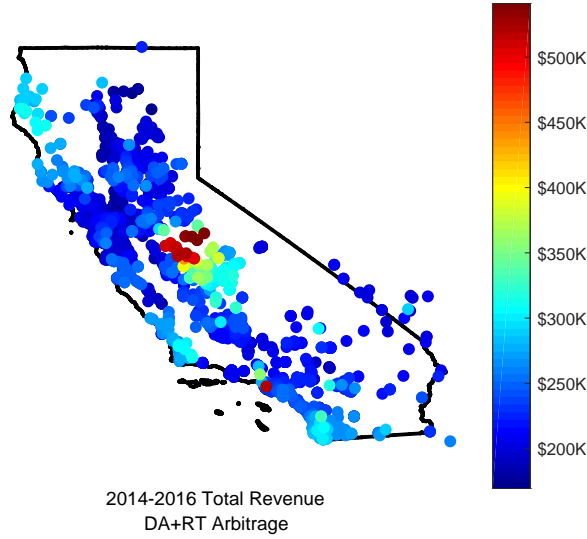 $500K
$450K
$400K
$350K
$300K
$250K
$200K
2014-2016 Total Revenue
DA+RT Arbitrage